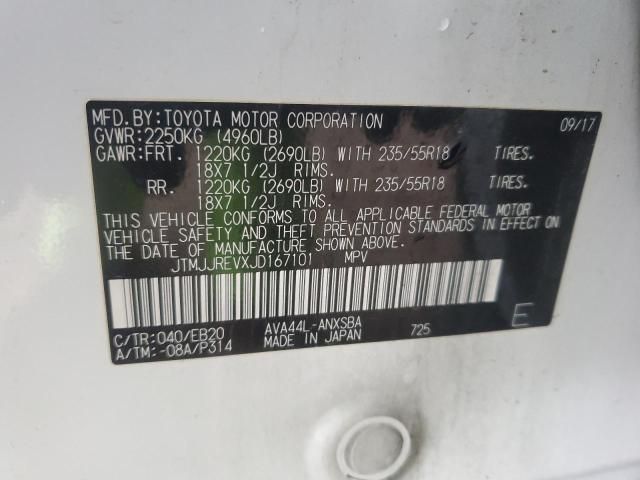 MFD.BY:TOYOTA MOTOR CORPORATION 09/17
GVWR:2250KG (4960LB)
GAWR:FRT. 1220KG (2690LB) WITH 235/55R18 TIRES.
18X7 1/2J RIMS.
RR. 1220KG (2690LB) WITH 235/55R18 TIRES.
18X7 1/2J RIMS.
THIS VEHICLE CONFORMS TO ALL APPLICABLE FEDERAL MOTOR
VEHICLE SAFETY AND THEFT PREVENTION STANDARDS IN EFFECT ON
THE DATE OF MANUFACTURE SHOWN ABOVE.
JTMJJREVXJD167101 MPV
C/TR:040/EB20 AVA44L-ANXSBA 725 E
A/TM:-08A/P314 MADE IN JAPAN